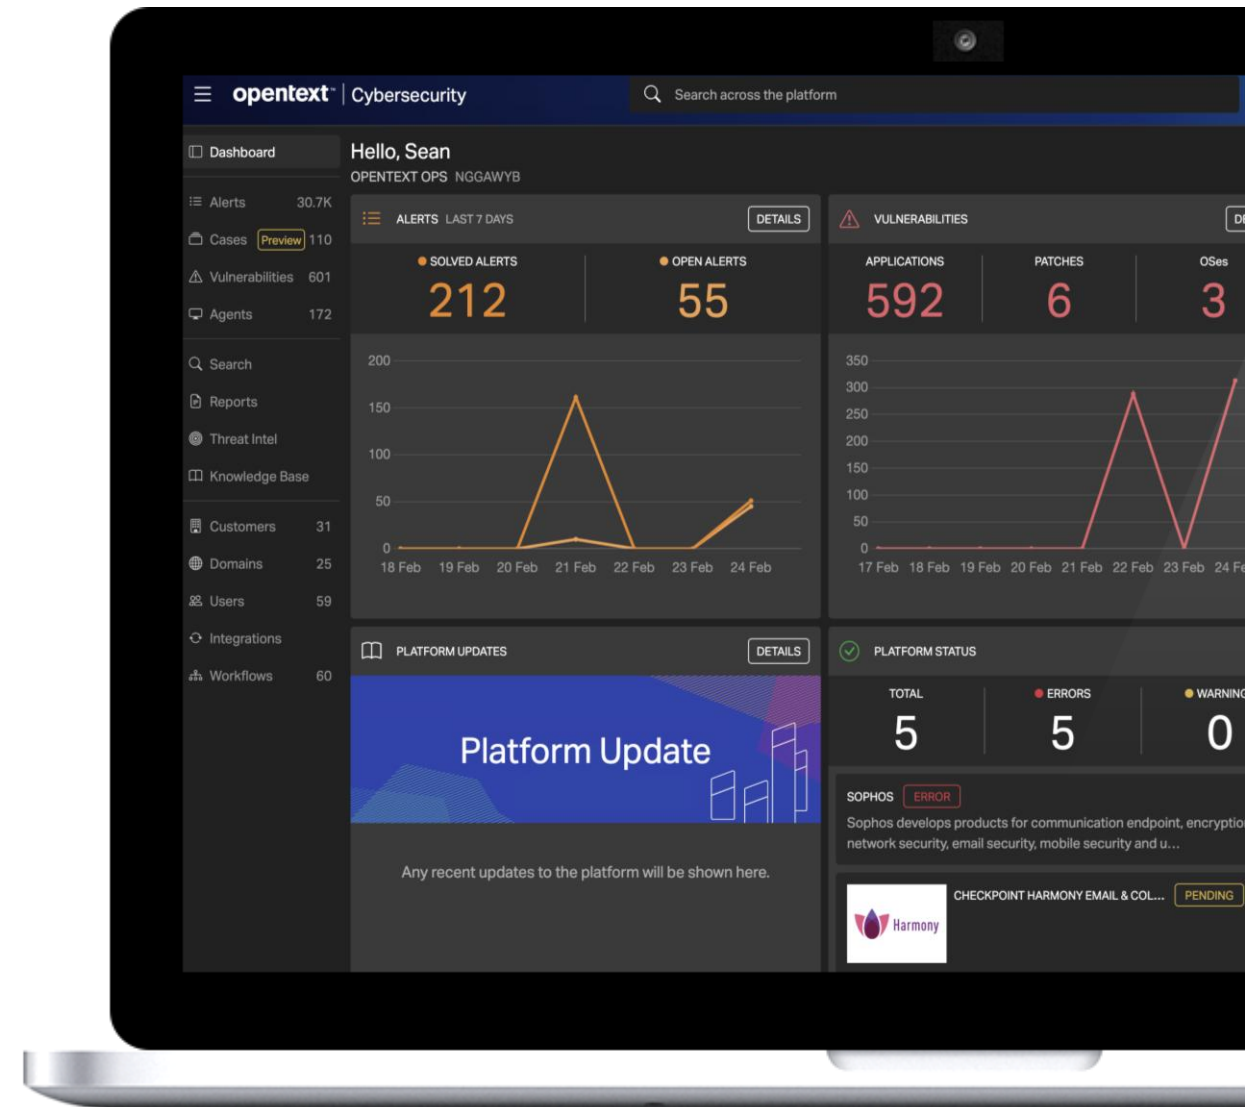 opentext™ | Cybersecurity
Search across the platform
Dashboard
Alerts 30.7K
Cases Preview 110
Vulnerabilities 601
Agents 172
Search
Reports
Threat Intel
Knowledge Base
Customers 31
Domains 25
Users 59
Integrations
Workflows 60
Hello, Sean
OPENTEXT OPS NGGAWYB
ALERTS LAST 7 DAYS DETAILS
SOLVED ALERTS OPEN ALERTS
212 55
200
150
100
50
0
18 Feb 19 Feb 20 Feb 21 Feb 22 Feb 23 Feb 24 Feb
VULNERABILITIES
APPLICATIONS PATCHES OSes
592 6 3
350
300
250
200
150
100
50
0
17 Feb 18 Feb 19 Feb 20 Feb 21 Feb 22 Feb 23 Feb 24 Fe
PLATFORM UPDATES DETAILS
Platform Update
Any recent updates to the platform will be shown here.
PLATFORM STATUS
TOTAL ERRORS WARNING
5 5 0
SOPHOS ERROR
Sophos develops products for communication endpoint, encryption
network security, email security, mobile security and u...
Harmony
CHECKPOINT HARMONY EMAIL & COL... PENDING